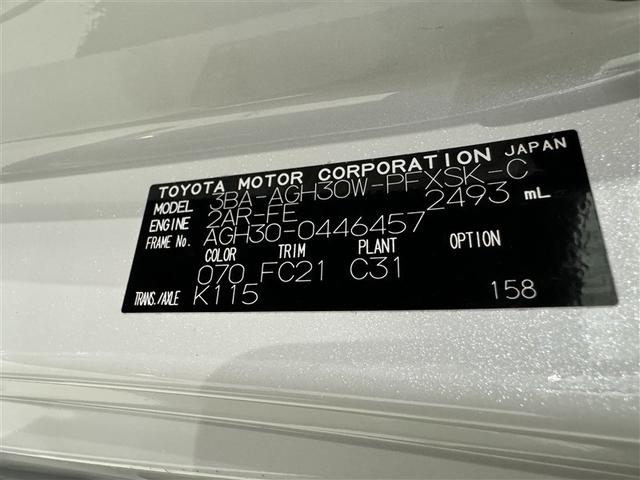 TOYOTA MOTOR CORPORATION JAPAN
MODEL 3BA-AGH30W-PFXSK-C
ENGINE 2AR-FE 2493 mL
FRAME No. AGH30-0446457
COLOR TRIM PLANT OPTION
070 FC21 C31
TRANS./AXLE K115 158